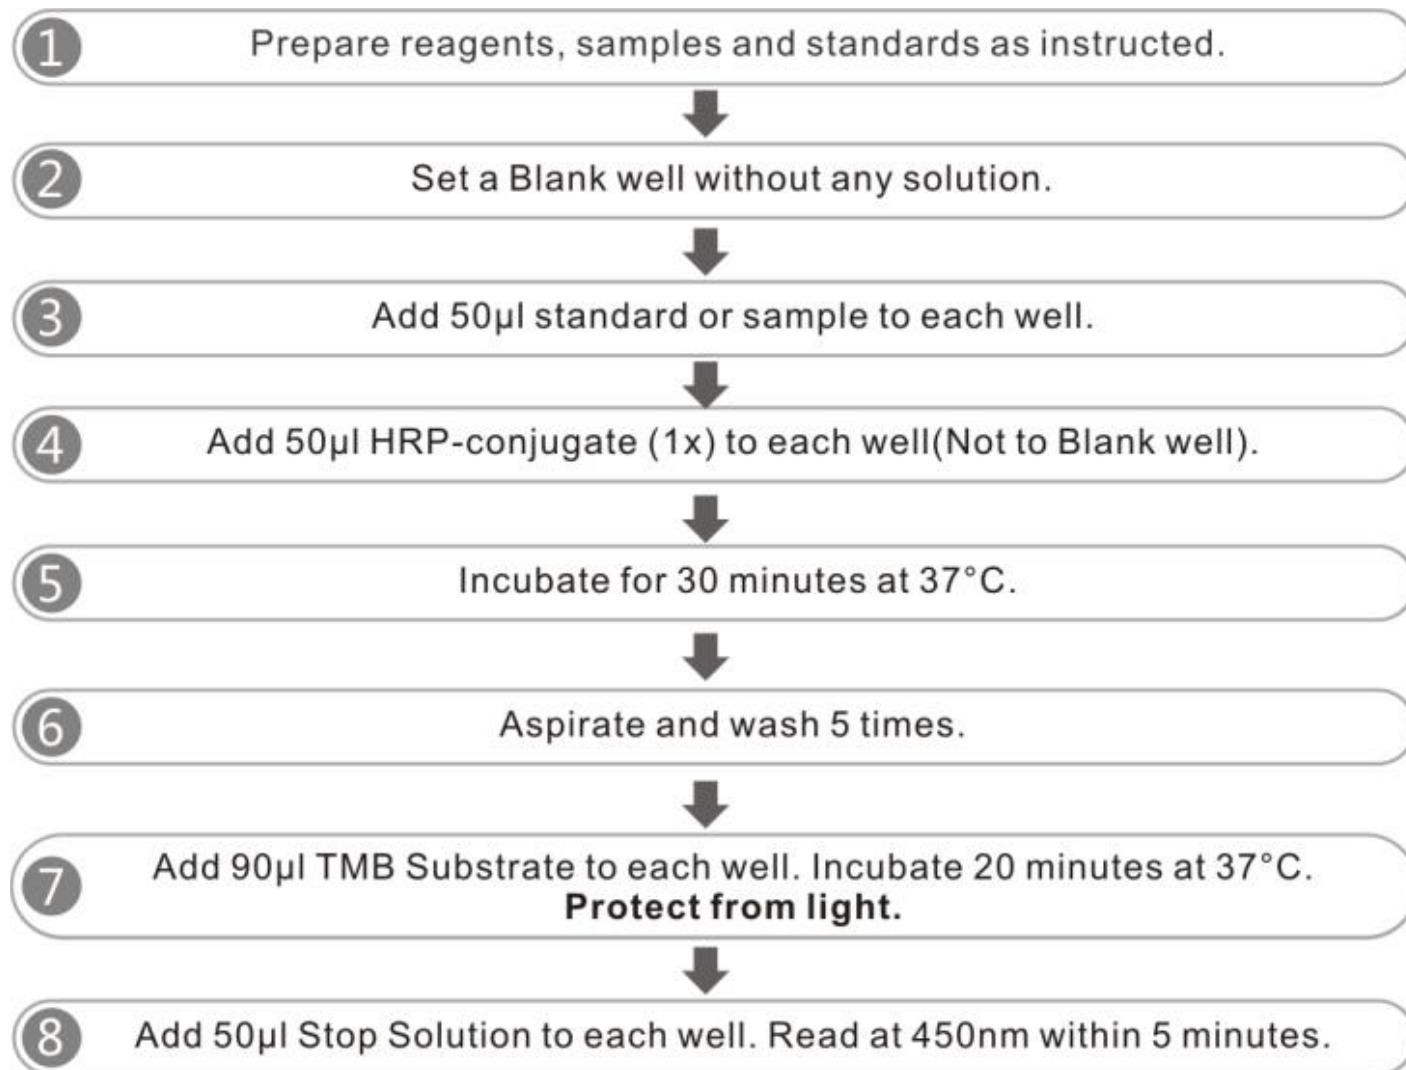 1 Prepare reagents, samples and standards as instructed.
2 Set a Blank well without any solution.
3 Add 50μl standard or sample to each well.
4 Add 50μl HRP-conjugate (1x) to each well(Not to Blank well).
5 Incubate for 30 minutes at 37°C.
6 Aspirate and wash 5 times.
7 Add 90μl TMB Substrate to each well. Incubate 20 minutes at 37°C.
Protect from light.
8 Add 50μl Stop Solution to each well. Read at 450nm within 5 minutes.